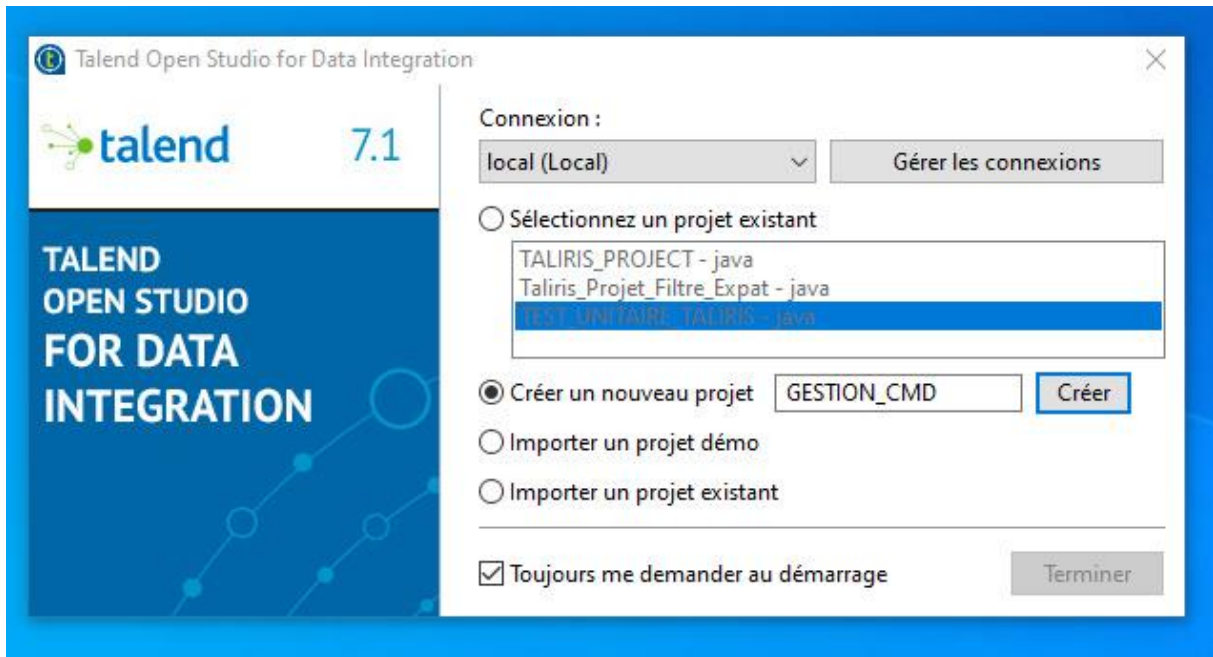 Talend Open Studio for Data Integration
talend
7.1
TALEND
OPEN STUDIO
FOR DATA
INTEGRATION
Connexion :
local (Local)
Gérer les connexions
Sélectionnez un projet existant
TALIRIS_PROJECT - java
Taliris_Projet_Filtre_Expat - java
TEST_UNITAIRE_TALIRIS - java
Créer un nouveau projet
GESTION_CMD
Créer
Importer un projet démo
Importer un projet existant
Toujours me demander au démarrage
Terminer